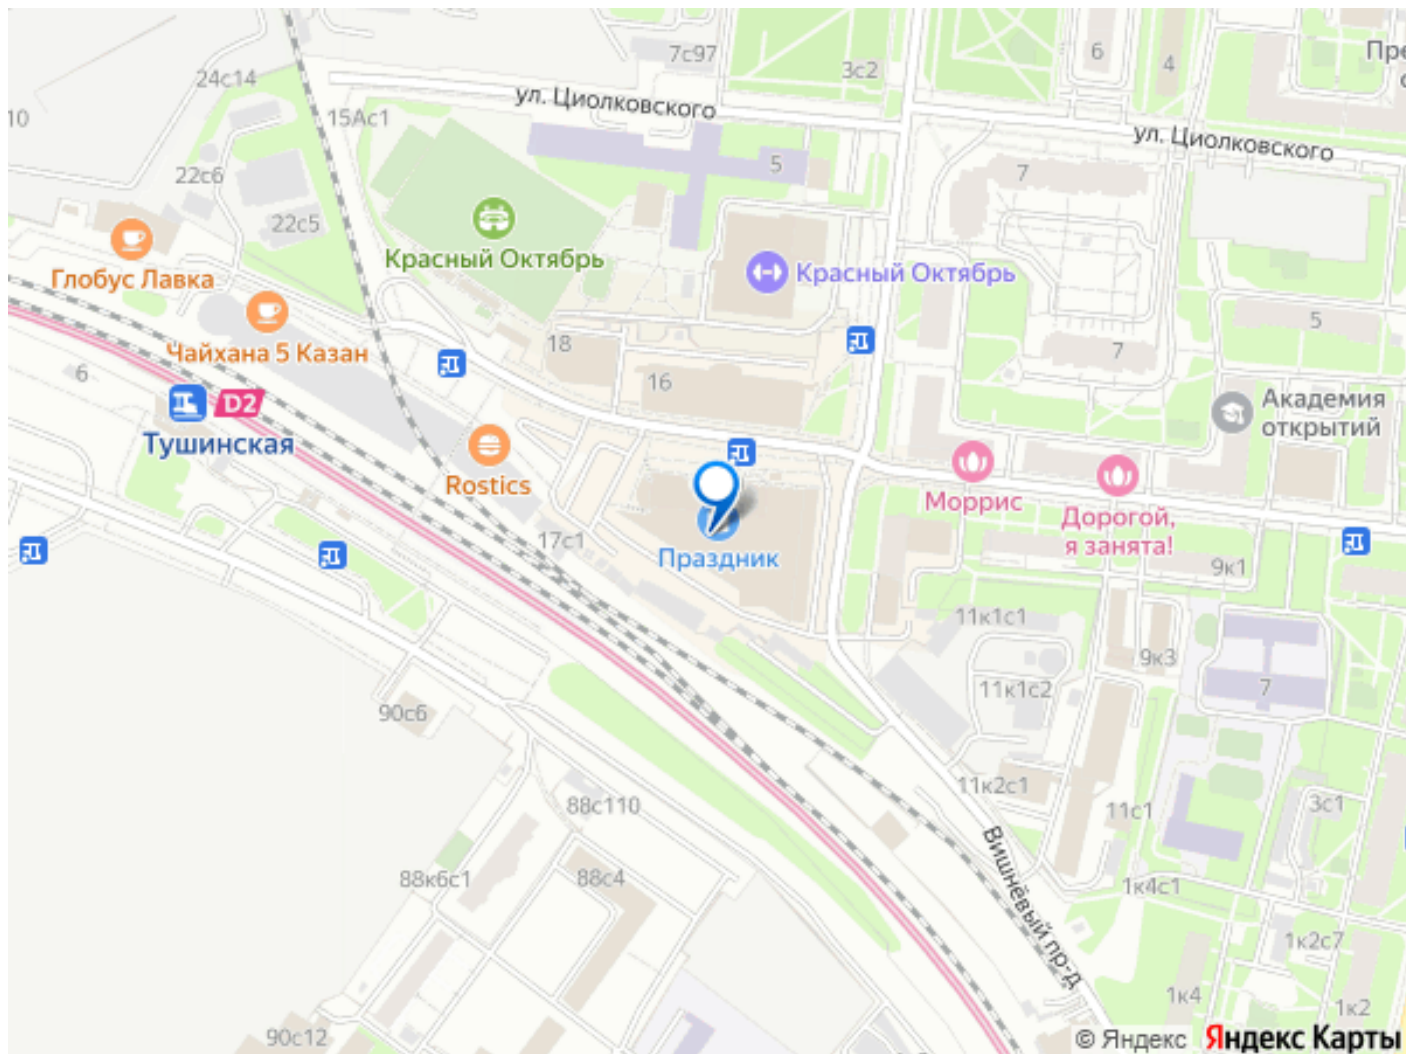 7с97
6
4
Пре
с
24с14
3с2
ул. Циолковского
10
15Ас1
ул. Циолковского
5
7
22с6
22с5
Красный Октябрь
Красный Октябрь
Глобус Лавка
5
18
Чайхана 5 Казан
7
6
16
D2
Академия
открытий
Тушинская
Rostics
Моррис
Дорогой,
я занята!
17с1
Праздник
9к1
11к1с1
9к3
11к1с2
7
90с6
11к2с1
88с110
3с1
11с1
88к6с1
88с4
1к4с1
Вишнёвый пр-д
1к2с7
1к4
1к2
90с12
© Яндекс Яндекс Карты